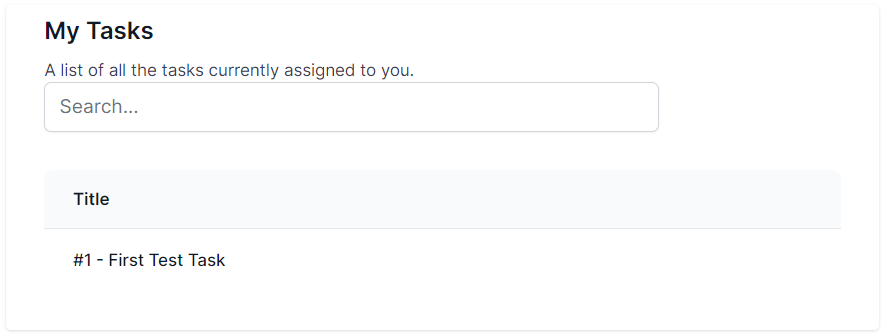 My Tasks
A list of all the tasks currently assigned to you.
Search...
Title
#1 - First Test Task